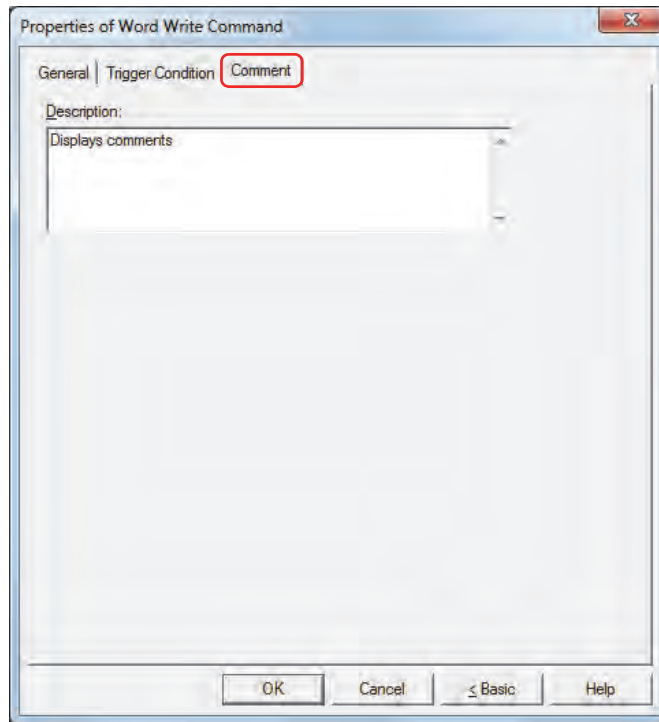 Properties of Word Write Command
General Trigger Condition Comment
Description:
Displays comments
OK Cancel < Basic Help